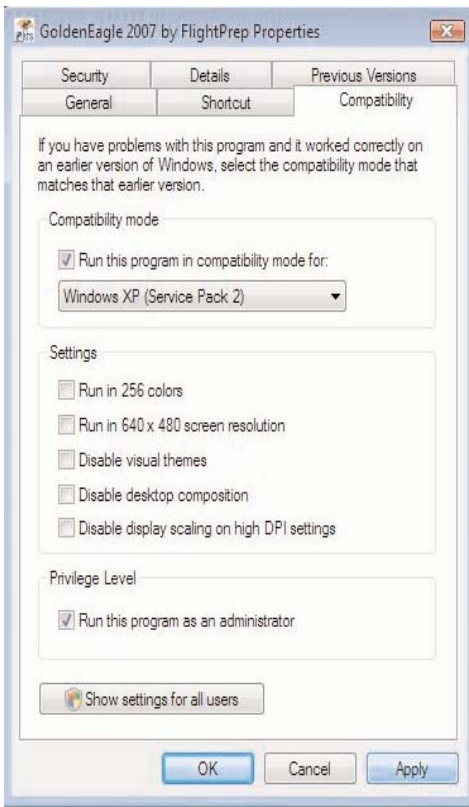 GoldenEagle 2007 by FlightPrep Properties
Security Details Previous Versions
General Shortcut Compatibility
If you have problems with this program and it worked correctly on
an earlier version of Windows, select the compatibility mode that
matches that earlier version.
Compatibility mode
Run this program in compatibility mode for:
Windows XP (Service Pack 2)
Settings
Run in 256 colors
Run in 640 x 480 screen resolution
Disable visual themes
Disable desktop composition
Disable display scaling on high DPI settings
Privilege Level
Run this program as an administrator
Show settings for all users
OK Cancel Apply